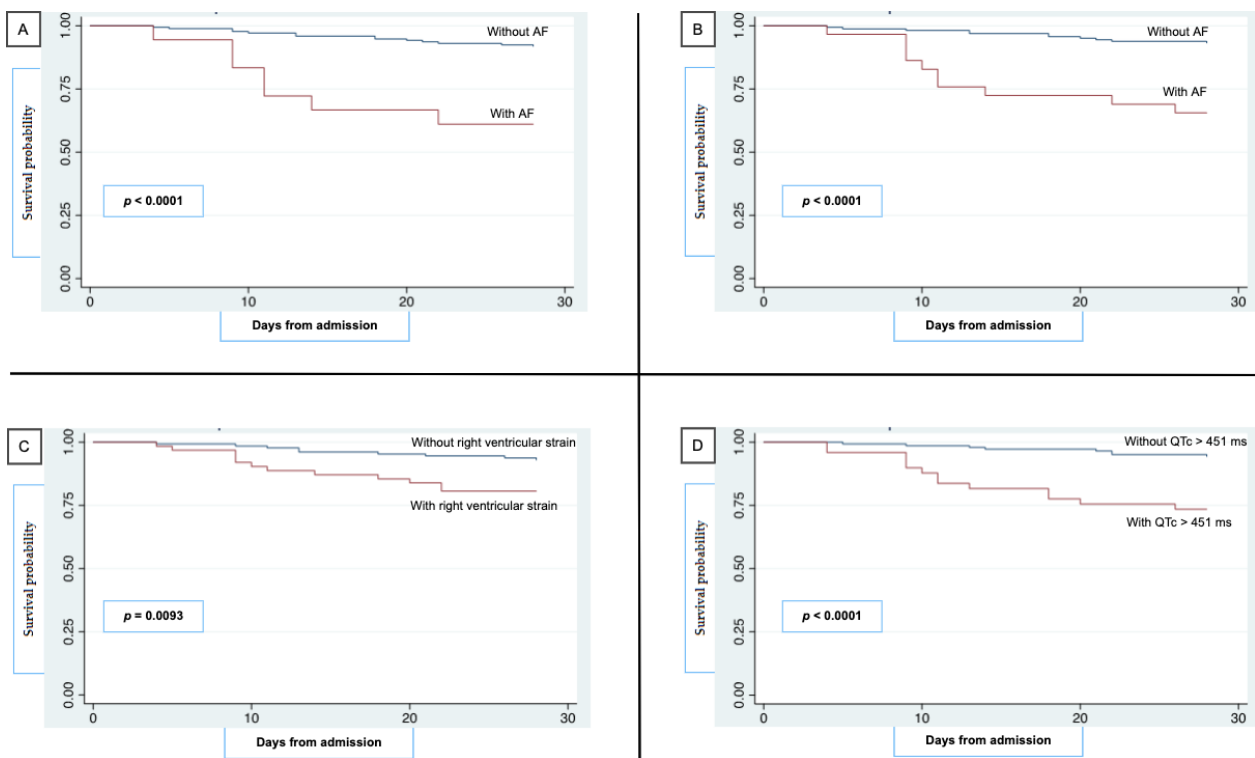 A
1.00
Without AF
0.75
With AF
Survival probability
0.50
p < 0.0001
0.25
0.00
0
10
20
30
Days from admission
B
1.00
Without AF
0.75
With AF
Survival probability
0.50
p < 0.0001
0.25
0.00
0
10
20
30
Days from admission
C
1.00
Without right ventricular strain
0.75
With right ventricular strain
Survival probability
0.50
p = 0.0093
0.25
0.00
0
10
20
30
Days from admission
D
1.00
Without QTc > 451 ms
0.75
With QTc > 451 ms
Survival probability
0.50
p < 0.0001
0.25
0.00
0
10
20
30
Days from admission